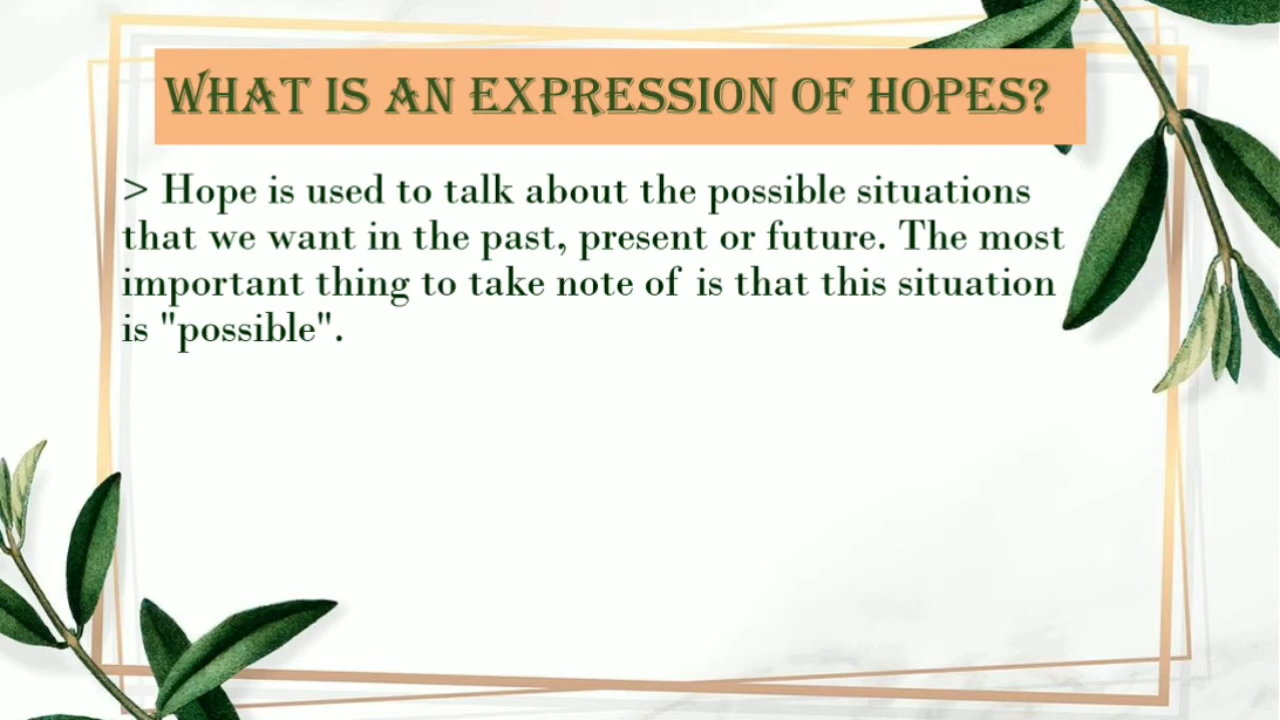 WHAT IS AN EXPRESSION OF HOPES?
> Hope is used to talk about the possible situations
that we want in the past, present or future. The most
important thing to take note of is that this situation
is "possible".